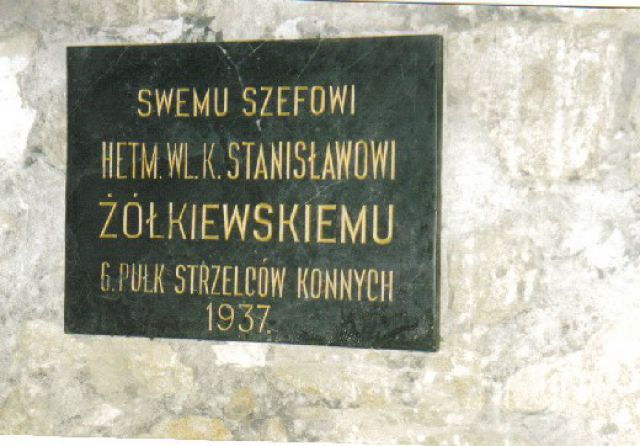 SWEMU SZEFOWI
HETM. WL. K. STANISŁAWOWI
ŻÓŁKIEWSKIEMU
6. PUŁK STRZELCÓW KONNYCH
1937.